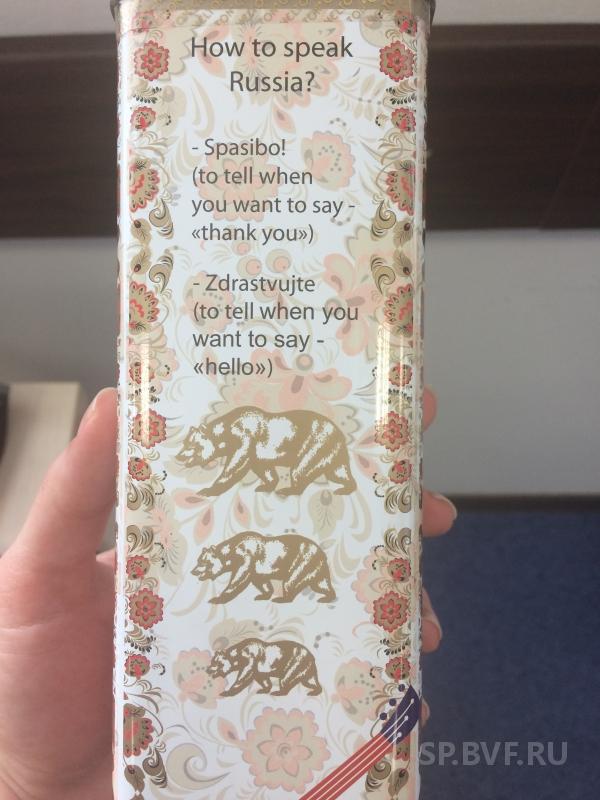 How to speak
Russia?
- Spasibo!
(to tell when
you want to say -
«thank you»)
- Zdrastvujte
(to tell when you
want to say -
«hello»)
SP.BVF.RU